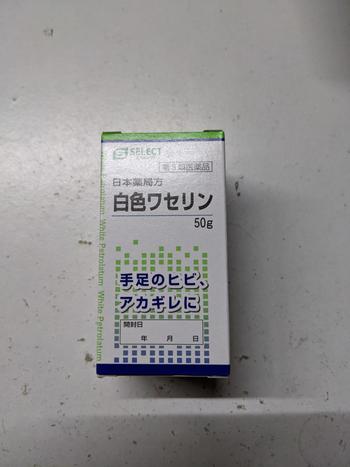 SELECT
第3類医薬品
日本薬局方
白色ワセリン
50g
手足のヒビ、
アカギレに
開封日
年 月 日
White Petrolatum White Petrolatum White Petrolatum